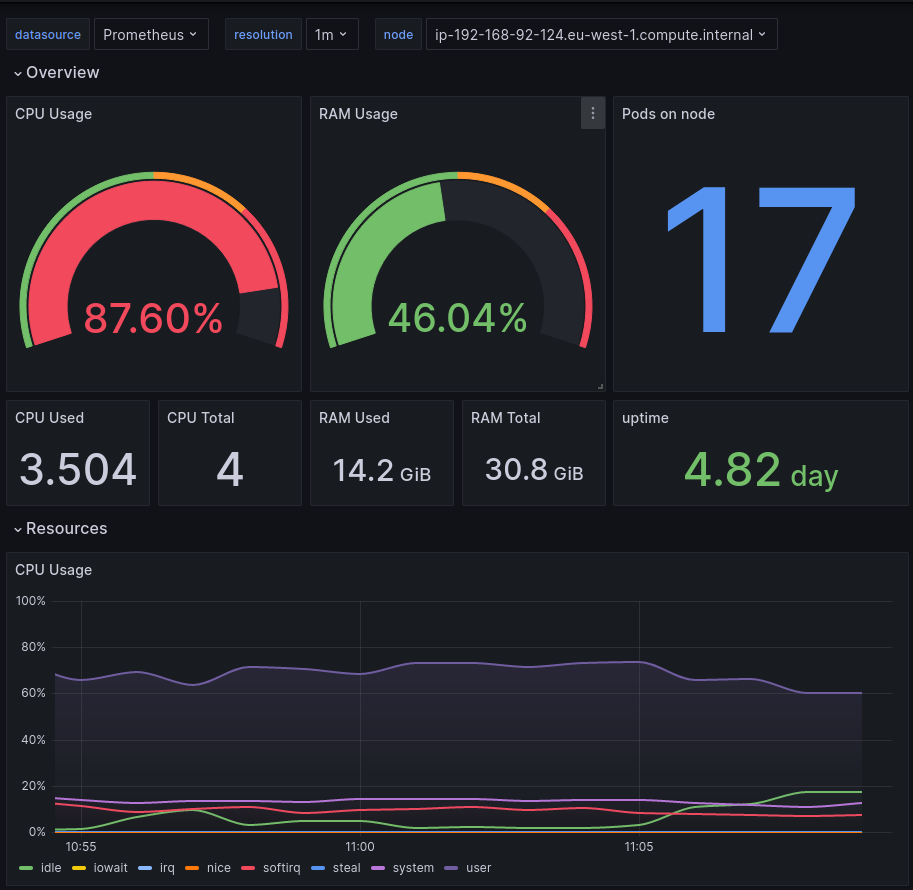 datasource Prometheus resolution 1m node ip-192-168-92-124.eu-west-1.compute.internal
Overview
CPU Usage
87.60%
RAM Usage
46.04%
Pods on node
17
CPU Used
3.504
CPU Total
4
RAM Used
14.2 GiB
RAM Total
30.8 GiB
uptime
4.82 day
Resources
CPU Usage
100%
80%
60%
40%
20%
0%
10:55 11:00 11:05
idle iowait irq nice softirq steal system user